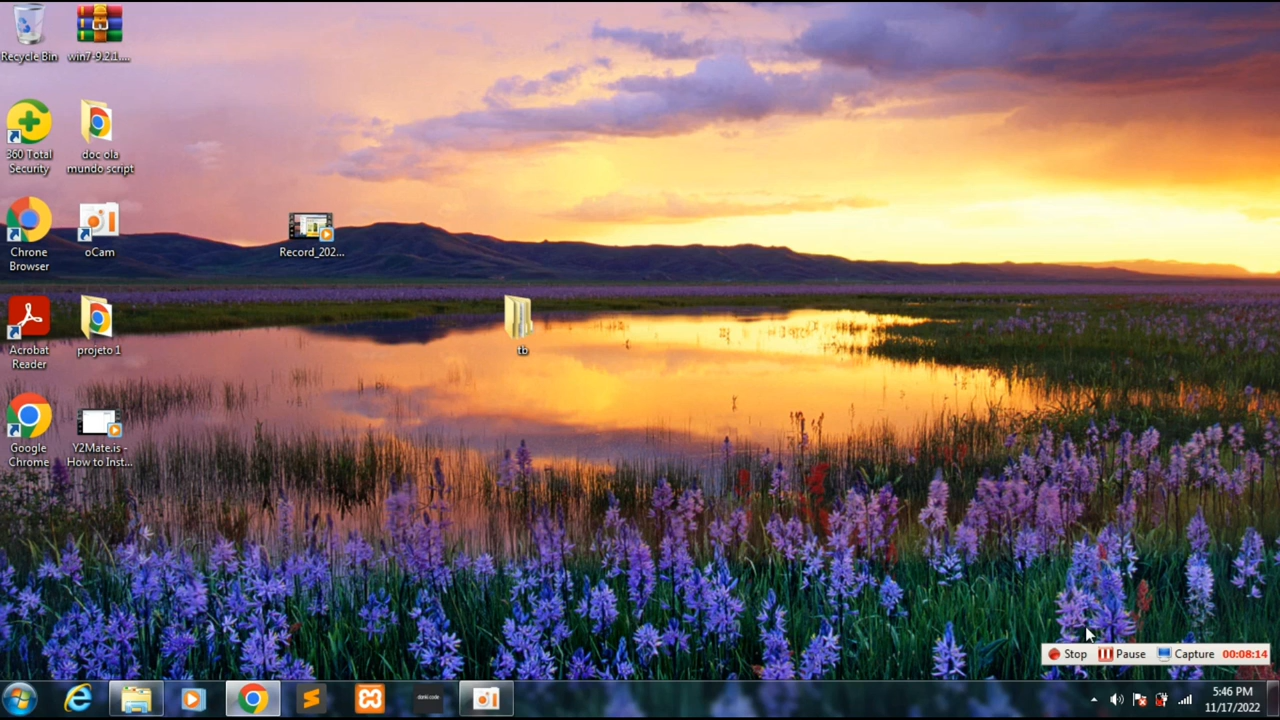 Recycle Bin
win7-9.2.1....
360 Total
Security
doc ola
mundo script
Chrone
Browser
oCam
Record_202...
Acrobat
Reader
projeto 1
tb
Google
Chrome
Y2Mate.is -
How to Inst...
Stop
Pause
Capture
00:08:14
danki code
5:46 PM
11/17/2022